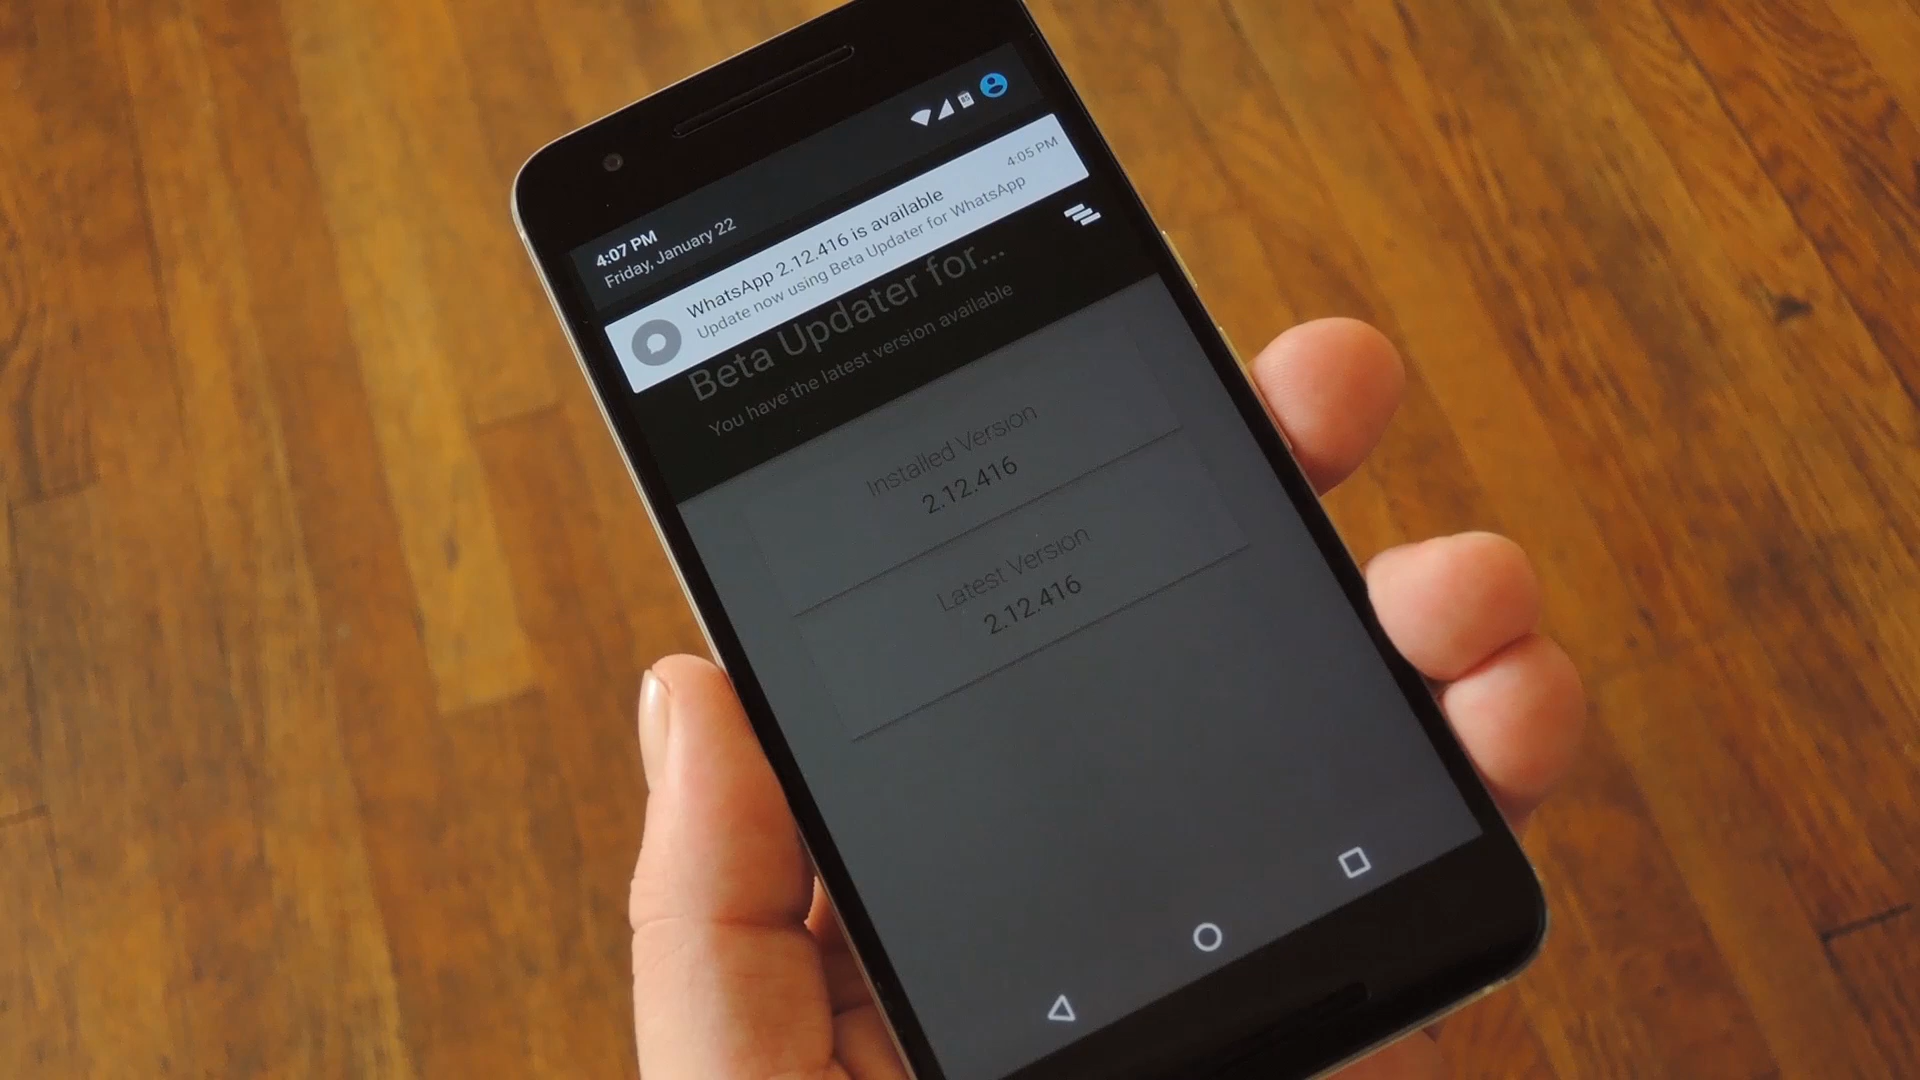 4:07 PM
Friday, January 22
WhatsApp 2.12.416 is available
4:05 PM
Update now using Beta Updater for WhatsApp
Beta Updater for...
You have the latest version available
Installed Version
2.12.416
Latest Version
2.12.416